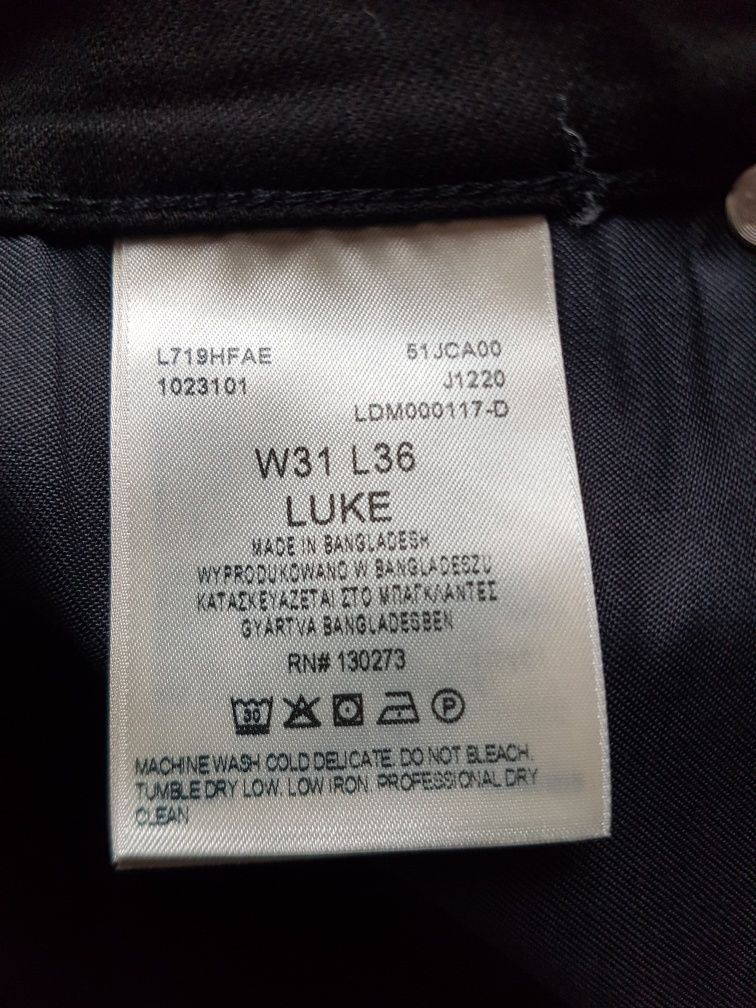 L719HFAE 51JCA00
1023101 J1220
LDM000117-D
W31 L36
LUKE
MADE IN BANGLADESH
WYPRODUKOWANO W BANGLADESZU
ΚΑΤΑΣΚΕΥΑΖΕΤΑΙ ΣΤΟ ΜΠΑΓΚΛΑΝΤΕΣ
GYARTVA BANGLADESBEN
RN# 130273
30 P
MACHINE WASH COLD DELICATE. DO NOT BLEACH.
TUMBLE DRY LOW. LOW IRON. PROFESSIONAL DRY
CLEAN